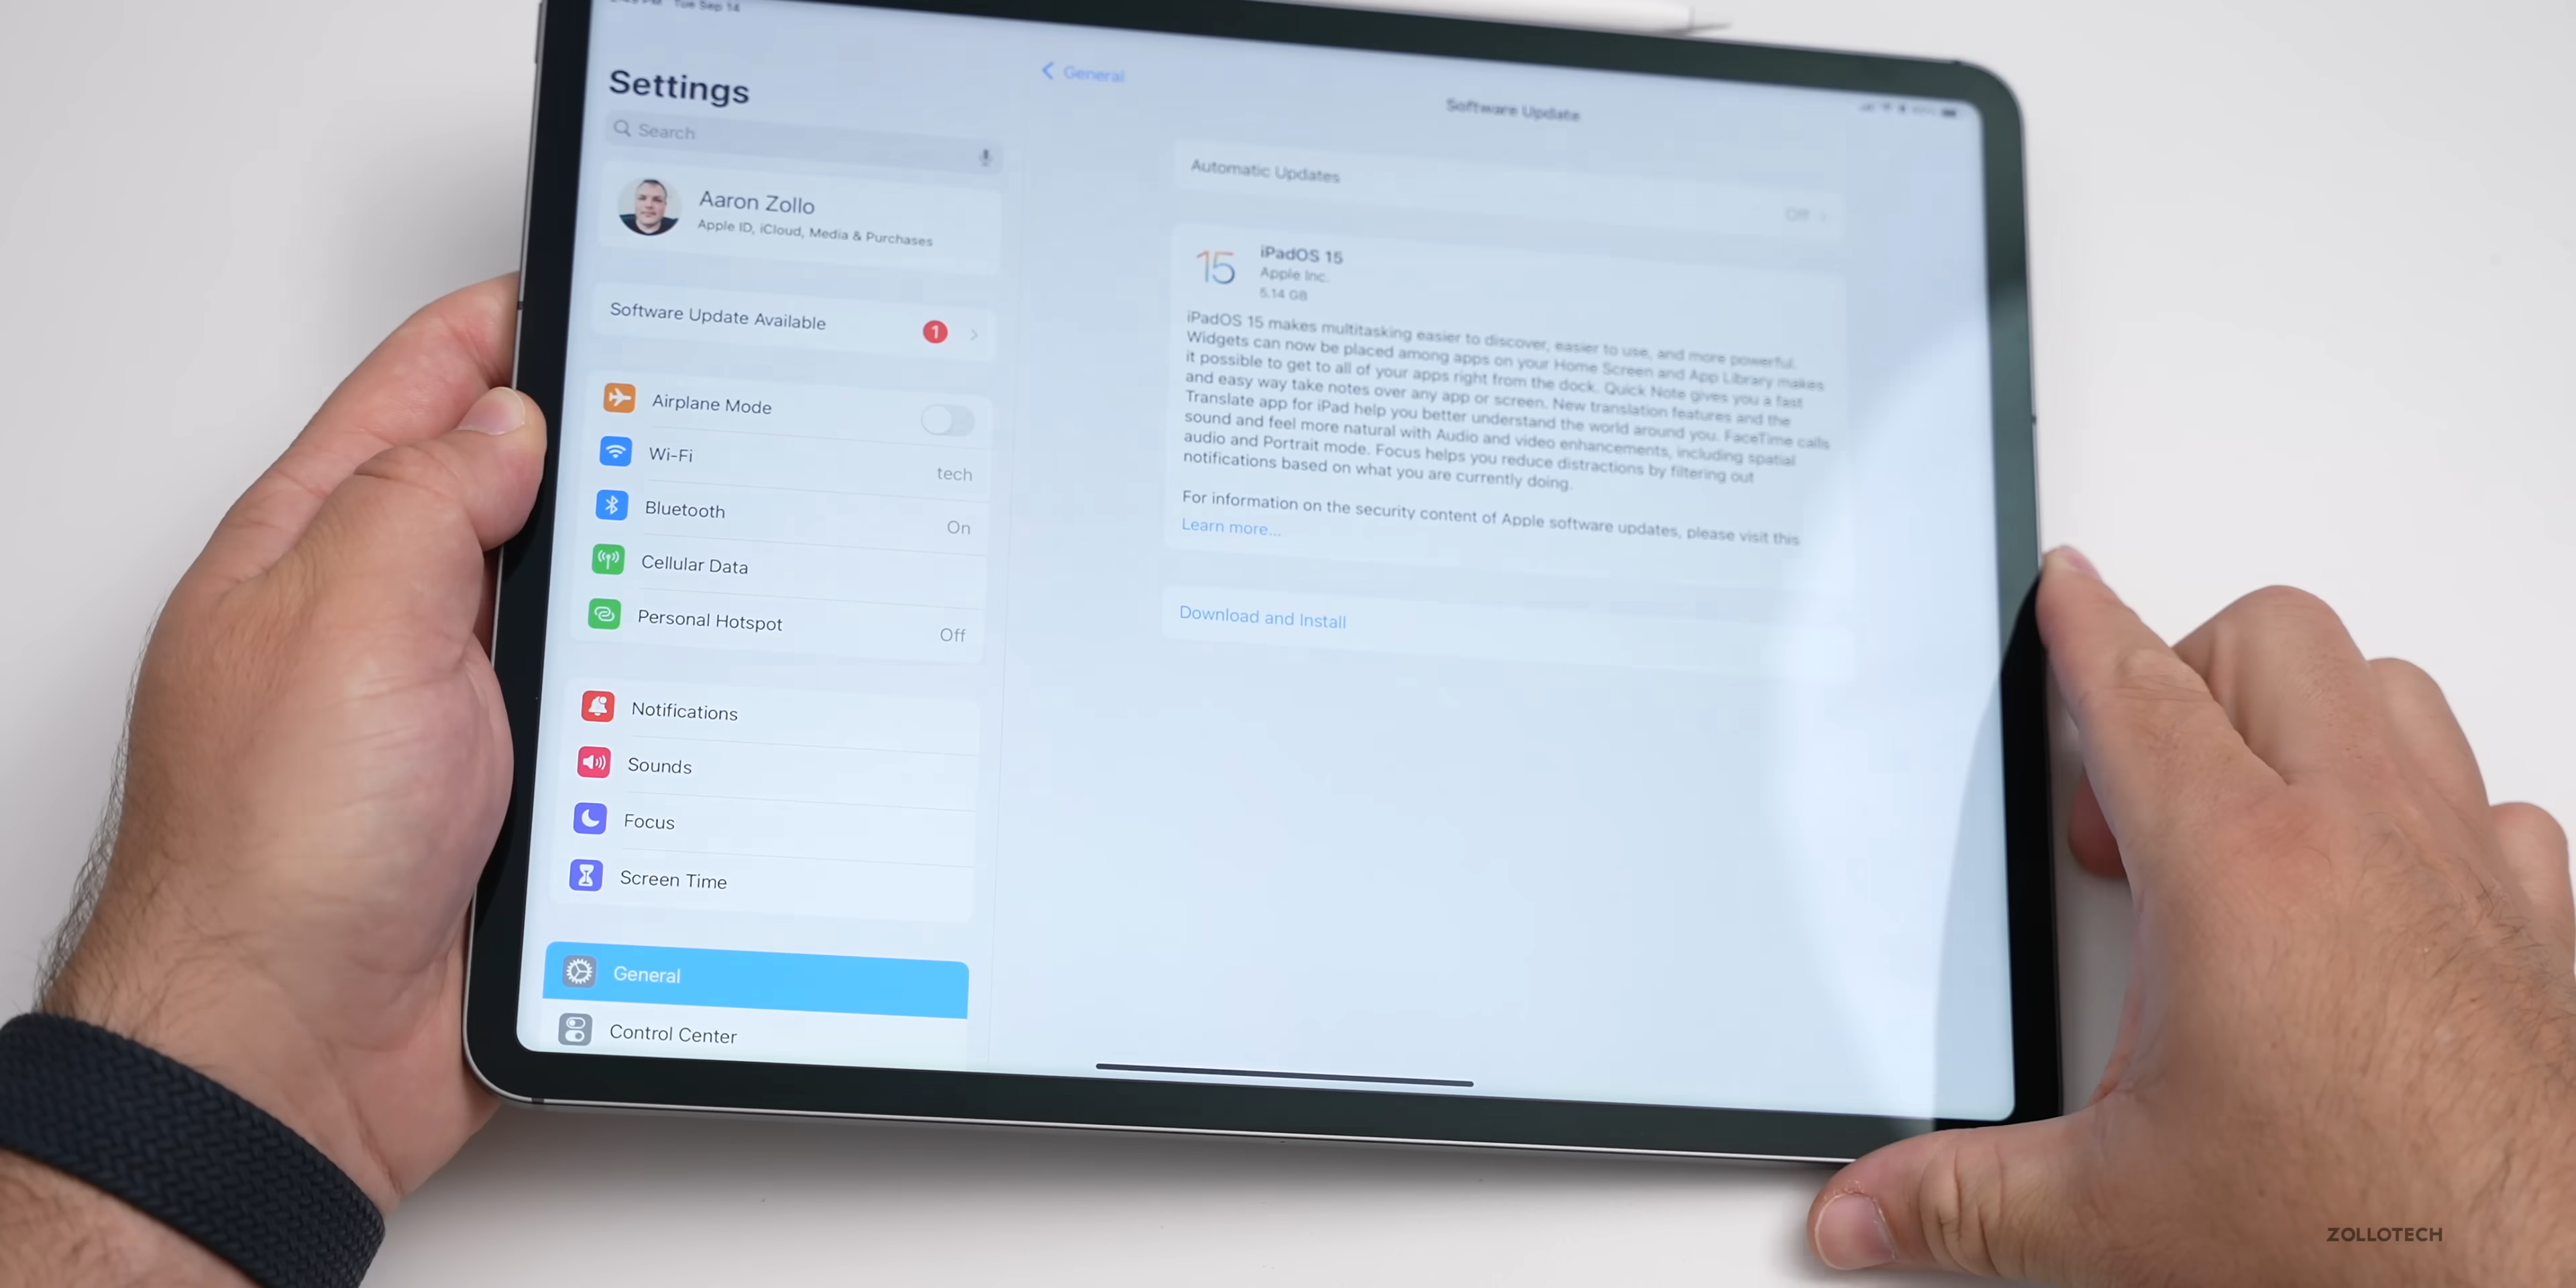 Tue Sep 14
Settings
Search
Aaron Zollo
Apple ID, iCloud, Media & Purchases
Software Update Available
1
Airplane Mode
Wi-Fi
tech
Bluetooth
On
Cellular Data
Personal Hotspot
Off
Notifications
Sounds
Focus
Screen Time
General
Control Center
General
Software Update
Automatic Updates
Off
15
iPadOS 15
Apple Inc.
5.14 GB
iPadOS 15 makes multitasking easier to discover, easier to use, and more powerful.
Widgets can now be placed among apps on your Home Screen and App Library makes
it possible to get to all of your apps right from the dock. Quick Note gives you a fast
and easy way take notes over any app or screen. New translation features and the
Translate app for iPad help you better understand the world around you. FaceTime calls
sound and feel more natural with Audio and video enhancements, including spatial
audio and Portrait mode. Focus helps you reduce distractions by filtering out
notifications based on what you are currently doing.
For information on the security content of Apple software updates, please visit this
Learn more...
Download and Install
ZOLLOTECH